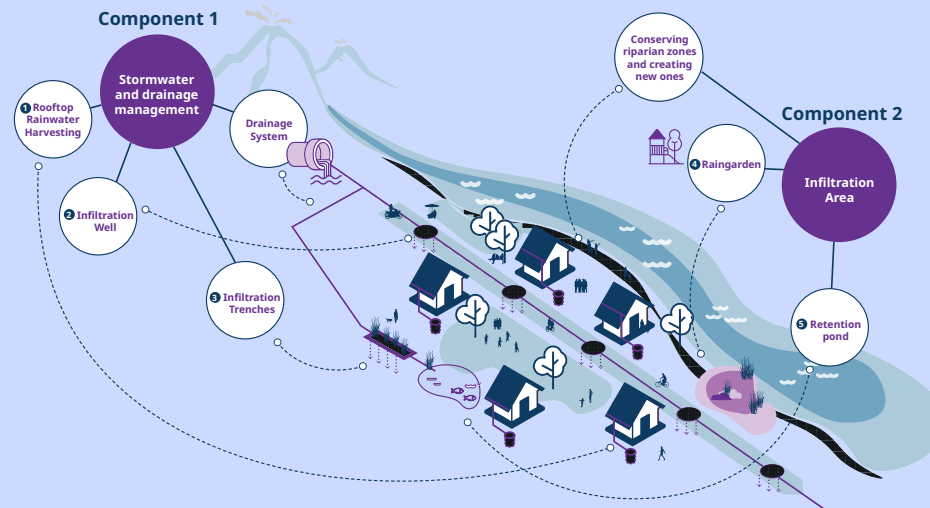 Component 1
Stormwater
and drainage
management
1 Rooftop
Rainwater
Harvesting
Drainage
System
2 Infiltration
Well
3 Infiltration
Trenches
Conserving
riparian zones
and creating
new ones
Component 2
4 Raingarden
Infiltration
Area
5 Retention
pond